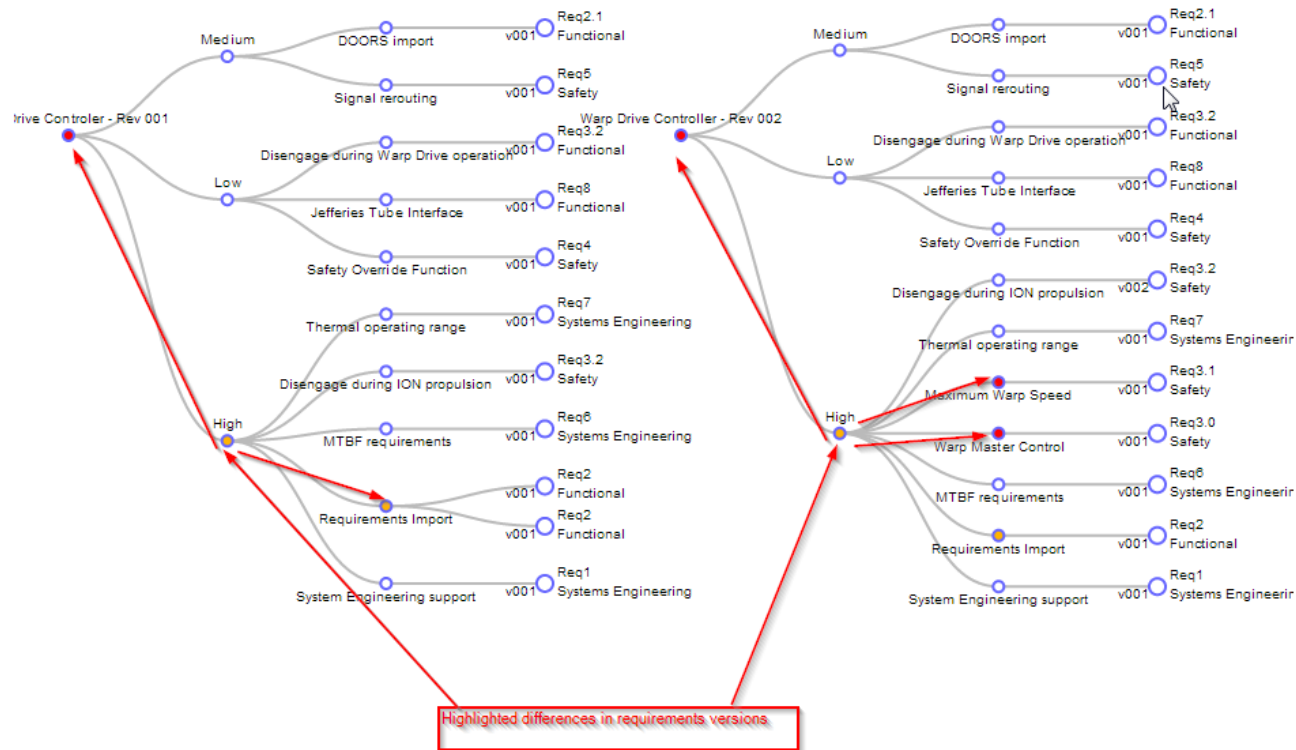 Req2.1
Medium
DOORS import
v001
Functional
Req5
Signal rerouting
v001
Safety
Drive Controler - Rev 001
Req3.2
Disengage during Warp Drive operation
v001
Functional
Low
Req8
Jefferies Tube Interface
v001
Functional
Req4
Safety Override Function
v001
Safety
Req7
Thermal operating range
v001
Systems Engineering
Req3.2
Disengage during ION propulsion
v001
Safety
High
Req6
MTBF requirements
v001
Systems Engineering
Req2
v001
Functional
Requirements Import
Req2
v001
Functional
Req1
System Engineering support
v001
Systems Engineering
Req2.1
Medium
DOORS import
v001
Functional
Req5
Signal rerouting
v001
Safety
Warp Drive Controller - Rev 002
Req3.2
Disengage during Warp Drive operation
v001
Functional
Low
Req8
Jefferies Tube Interface
v001
Functional
Req4
Safety Override Function
v001
Safety
Req3.2
Disengage during ION propulsion
v002
Safety
Req7
Thermal operating range
v001
Systems Engineerin
Req3.1
Maximum Warp Speed
v001
Safety
High
Req3.0
Warp Master Control
v001
Safety
Req6
MTBF requirements
v001
Systems Engineerin
Req2
Requirements Import
v001
Functional
Req1
System Engineering support
v001
Systems Engineerin
Highlighted differences in requirements versions